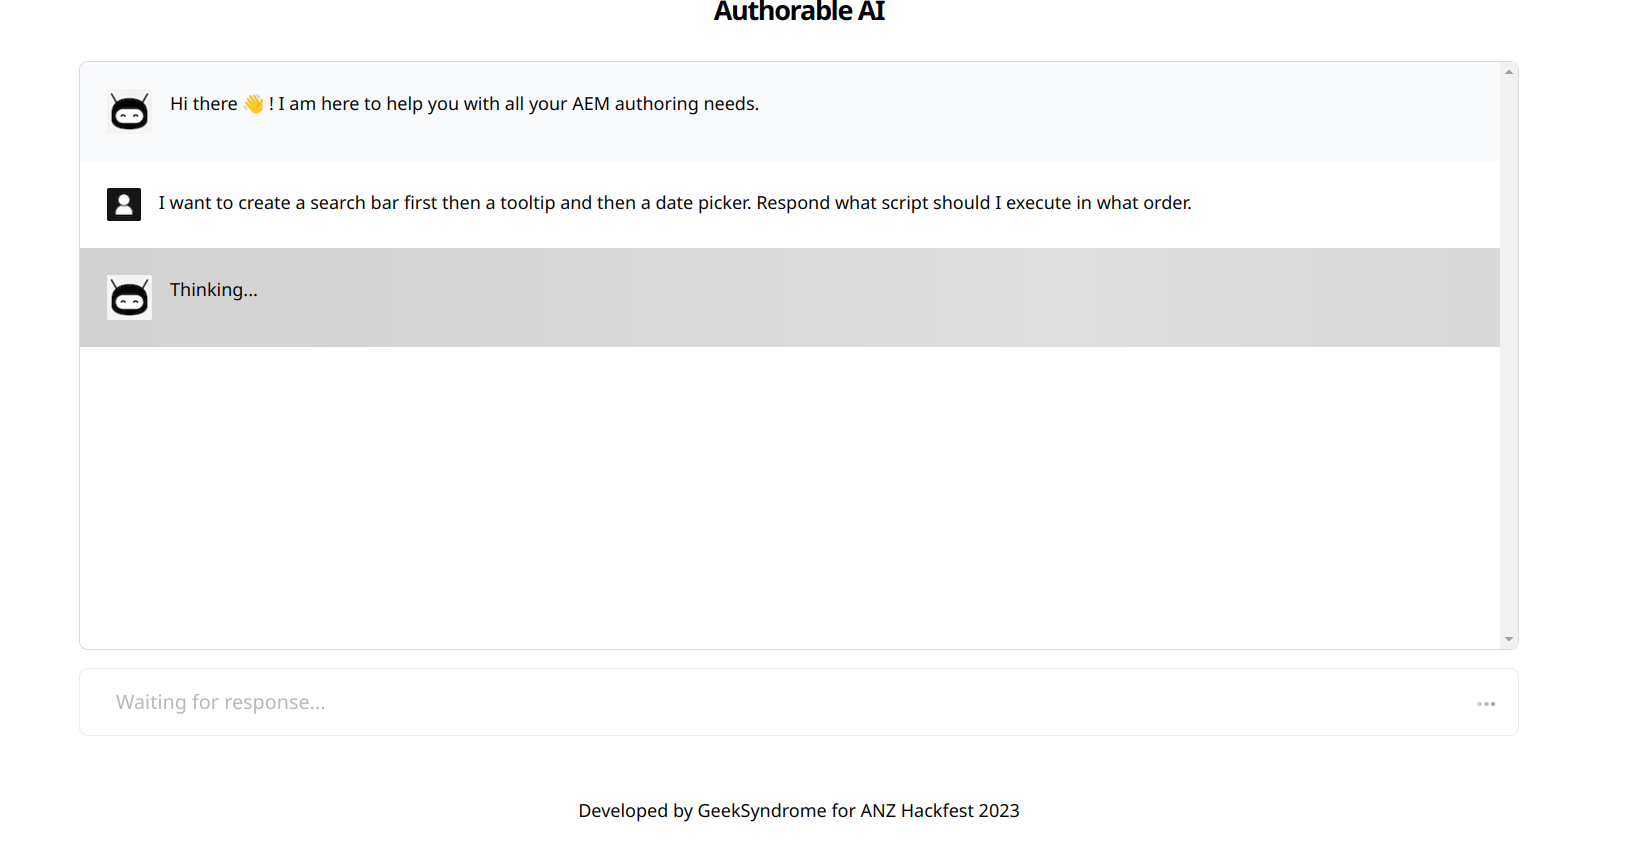 Authorable AI
Hi there 👋 ! I am here to help you with all your AEM authoring needs.
I want to create a search bar first then a tooltip and then a date picker. Respond what script should I execute in what order.
Thinking...
Waiting for response...
Developed by GeekSyndrome for ANZ Hackfest 2023